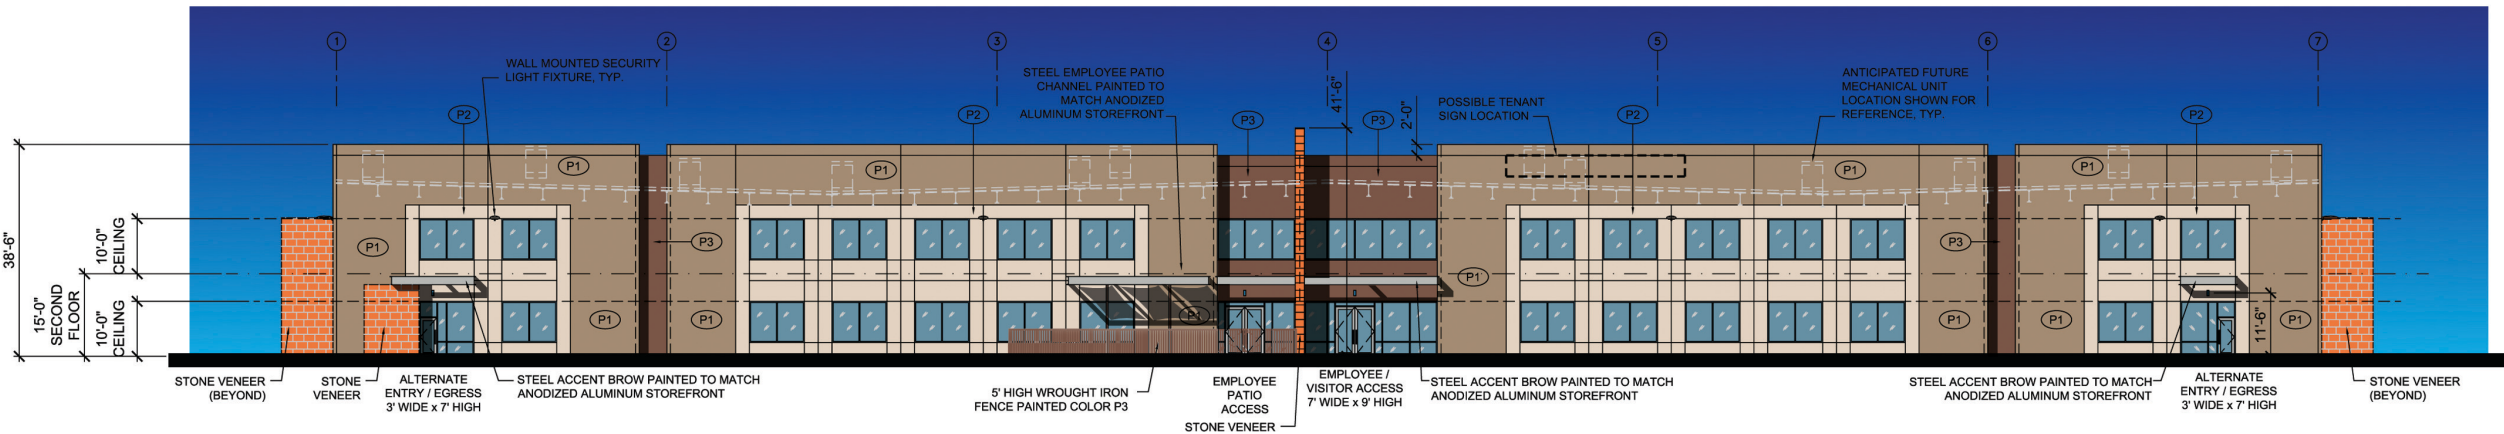 1
2
3
4
5
6
7
WALL MOUNTED SECURITY
LIGHT FIXTURE, TYP.
STEEL EMPLOYEE PATIO
CHANNEL PAINTED TO
MATCH ANODIZED
ALUMINUM STOREFRONT
41'-6"
2'-0"
POSSIBLE TENANT
SIGN LOCATION
ANTICIPATED FUTURE
MECHANICAL UNIT
LOCATION SHOWN FOR
REFERENCE, TYP.
P2
P2
P3
P3
P2
P2
P1
P1
P1
P1
38'-6"
10'-0"
CEILING
P1
P3
P3
P1
15'-0"
SECOND
FLOOR
10'-0"
CEILING
P1
P1
P1
P1
P1
P1
11'-6"
STONE VENEER
(BEYOND)
STONE
VENEER
ALTERNATE
ENTRY / EGRESS
3' WIDE x 7' HIGH
STEEL ACCENT BROW PAINTED TO MATCH
ANODIZED ALUMINUM STOREFRONT
5' HIGH WROUGHT IRON
FENCE PAINTED COLOR P3
EMPLOYEE
PATIO
ACCESS
STONE VENEER
EMPLOYEE /
VISITOR ACCESS
7' WIDE x 9' HIGH
STEEL ACCENT BROW PAINTED TO MATCH
ANODIZED ALUMINUM STOREFRONT
STEEL ACCENT BROW PAINTED TO MATCH
ANODIZED ALUMINUM STOREFRONT
ALTERNATE
ENTRY / EGRESS
3' WIDE x 7' HIGH
STONE VENEER
(BEYOND)